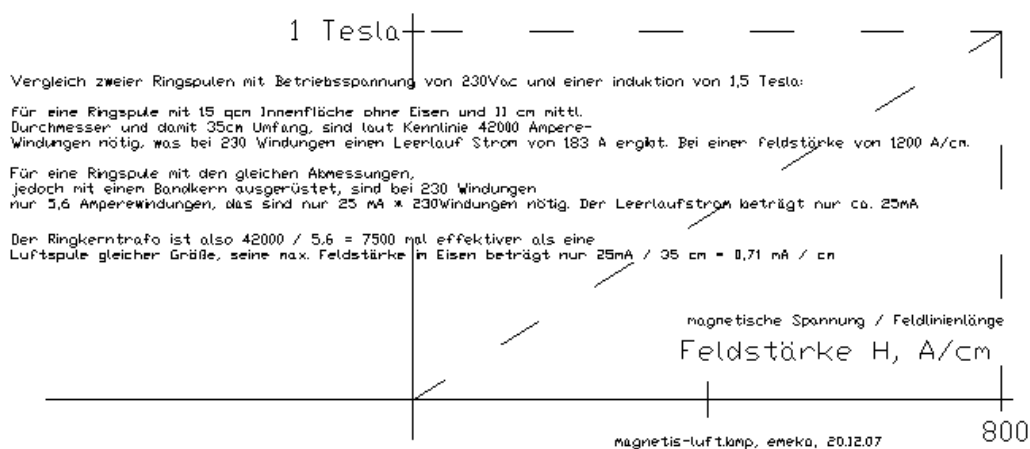 1 Tesla
Vergleich zweier Ringspulen mit Betriebsspannung von 230Vac und einer induktion von 1,5 Tesla:
Für eine Ringspule mit 15 qcm Innenfläche ohne Eisen und 11 cm mittl.
Durchmesser und damit 35cm Umfang, sind laut Kennlinie 42000 Ampere-
Windungen nötig, was bei 230 Windungen einen Leerlauf Strom von 183 A ergibt. Bei einer feldstärke von 1200 A/cm.
Für eine Ringspule mit den gleichen Abmessungen,
jedoch mit einem Bandkern ausgerüstet, sind bei 230 Windungen
nur 5,6 Amperewindungen, das sind nur 25 mA * 230Windungen nötig. Der Leerlaufstrom beträgt nur ca. 25mA
Der Ringkerntrafo ist also 42000 / 5,6 = 7500 mal effektiver als eine
Luftspule gleicher Größe, seine max. Feldstärke im Eisen beträgt nur 25mA / 35 cm = 0,71 mA / cm
magnetische Spannung / Feldlinienlänge
Feldstärke H, A/cm
800
magnetis-luft.bmp, emeko, 20.12.07